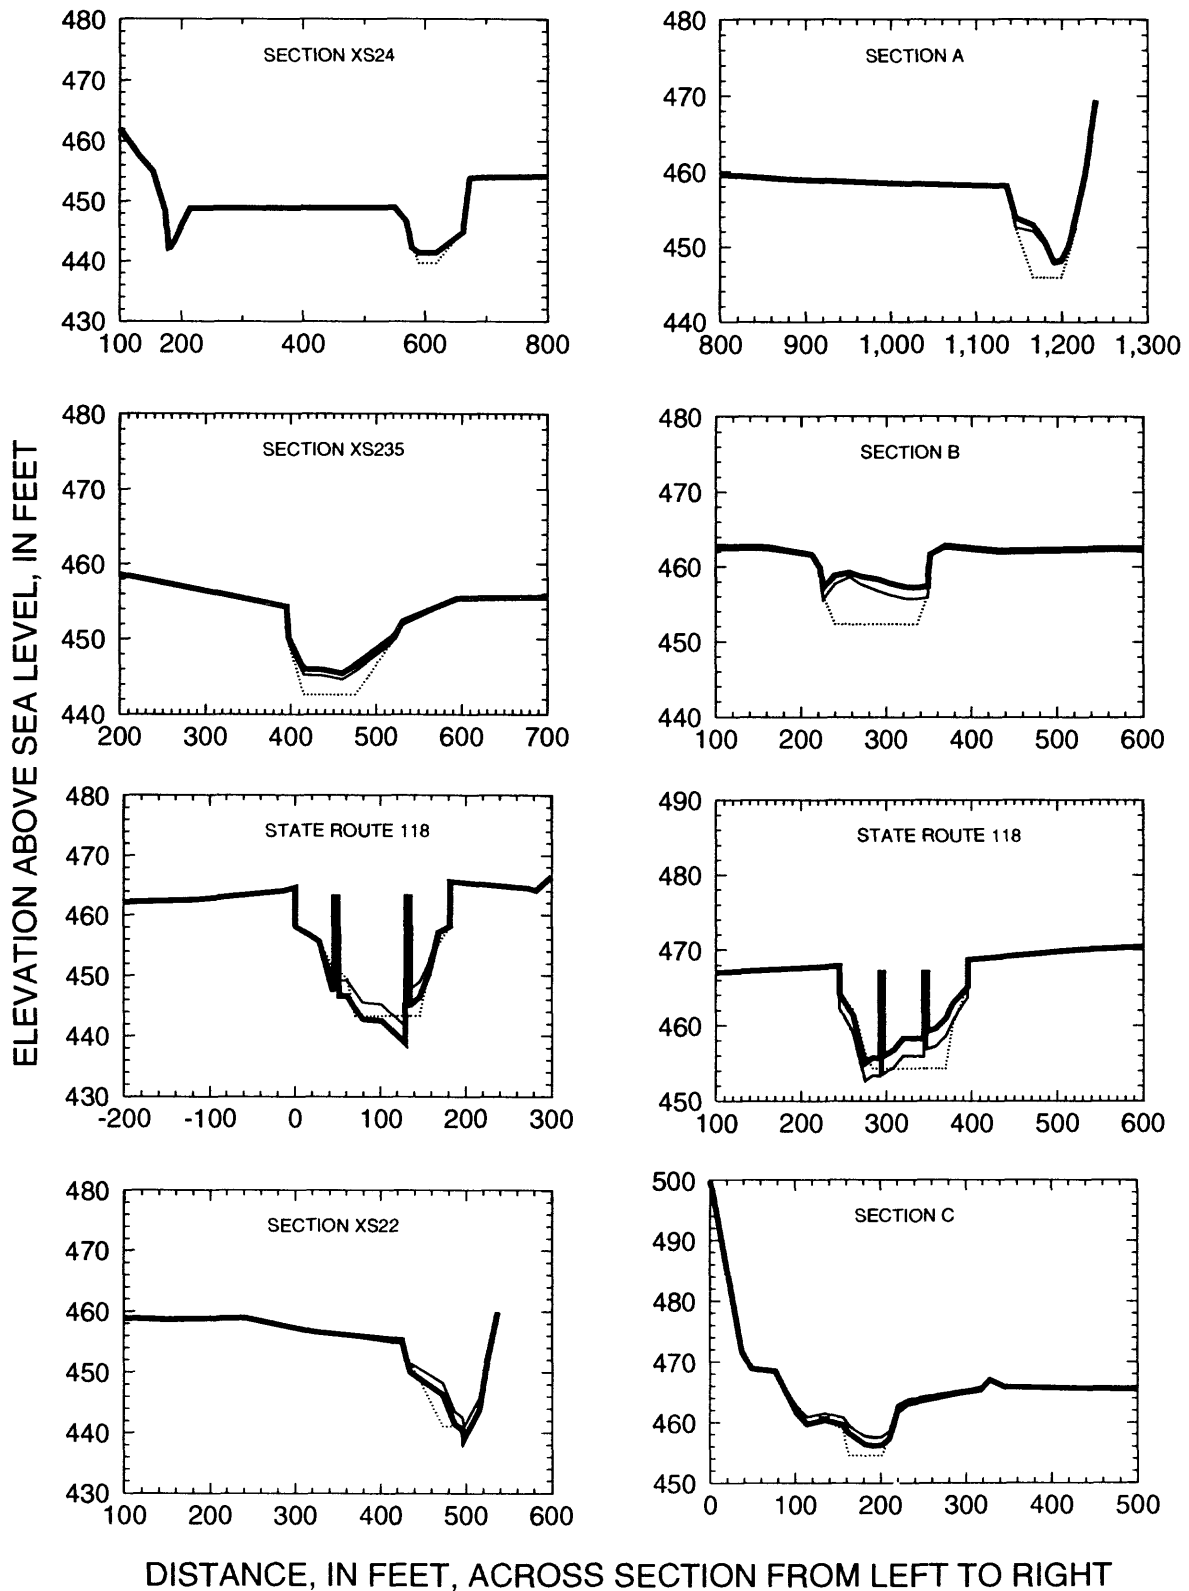 ELEVATION ABOVE SEA LEVEL, IN FEET
SECTION XS24
480
470
460
450
440
430
100 200 400 600 800
SECTION A
480
470
460
450
440
800 900 1,000 1,100 1,200 1,300
SECTION XS235
480
470
460
450
440
200 300 400 500 600 700
SECTION B
480
470
460
450
440
100 200 300 400 500 600
STATE ROUTE 118
480
470
460
450
440
430
-200 -100 0 100 200 300
STATE ROUTE 118
490
480
470
460
450
100 200 300 400 500 600
SECTION XS22
480
470
460
450
440
430
100 200 300 400 500 600
SECTION C
500
490
480
470
460
450
0 100 200 300 400 500
DISTANCE, IN FEET, ACROSS SECTION FROM LEFT TO RIGHT